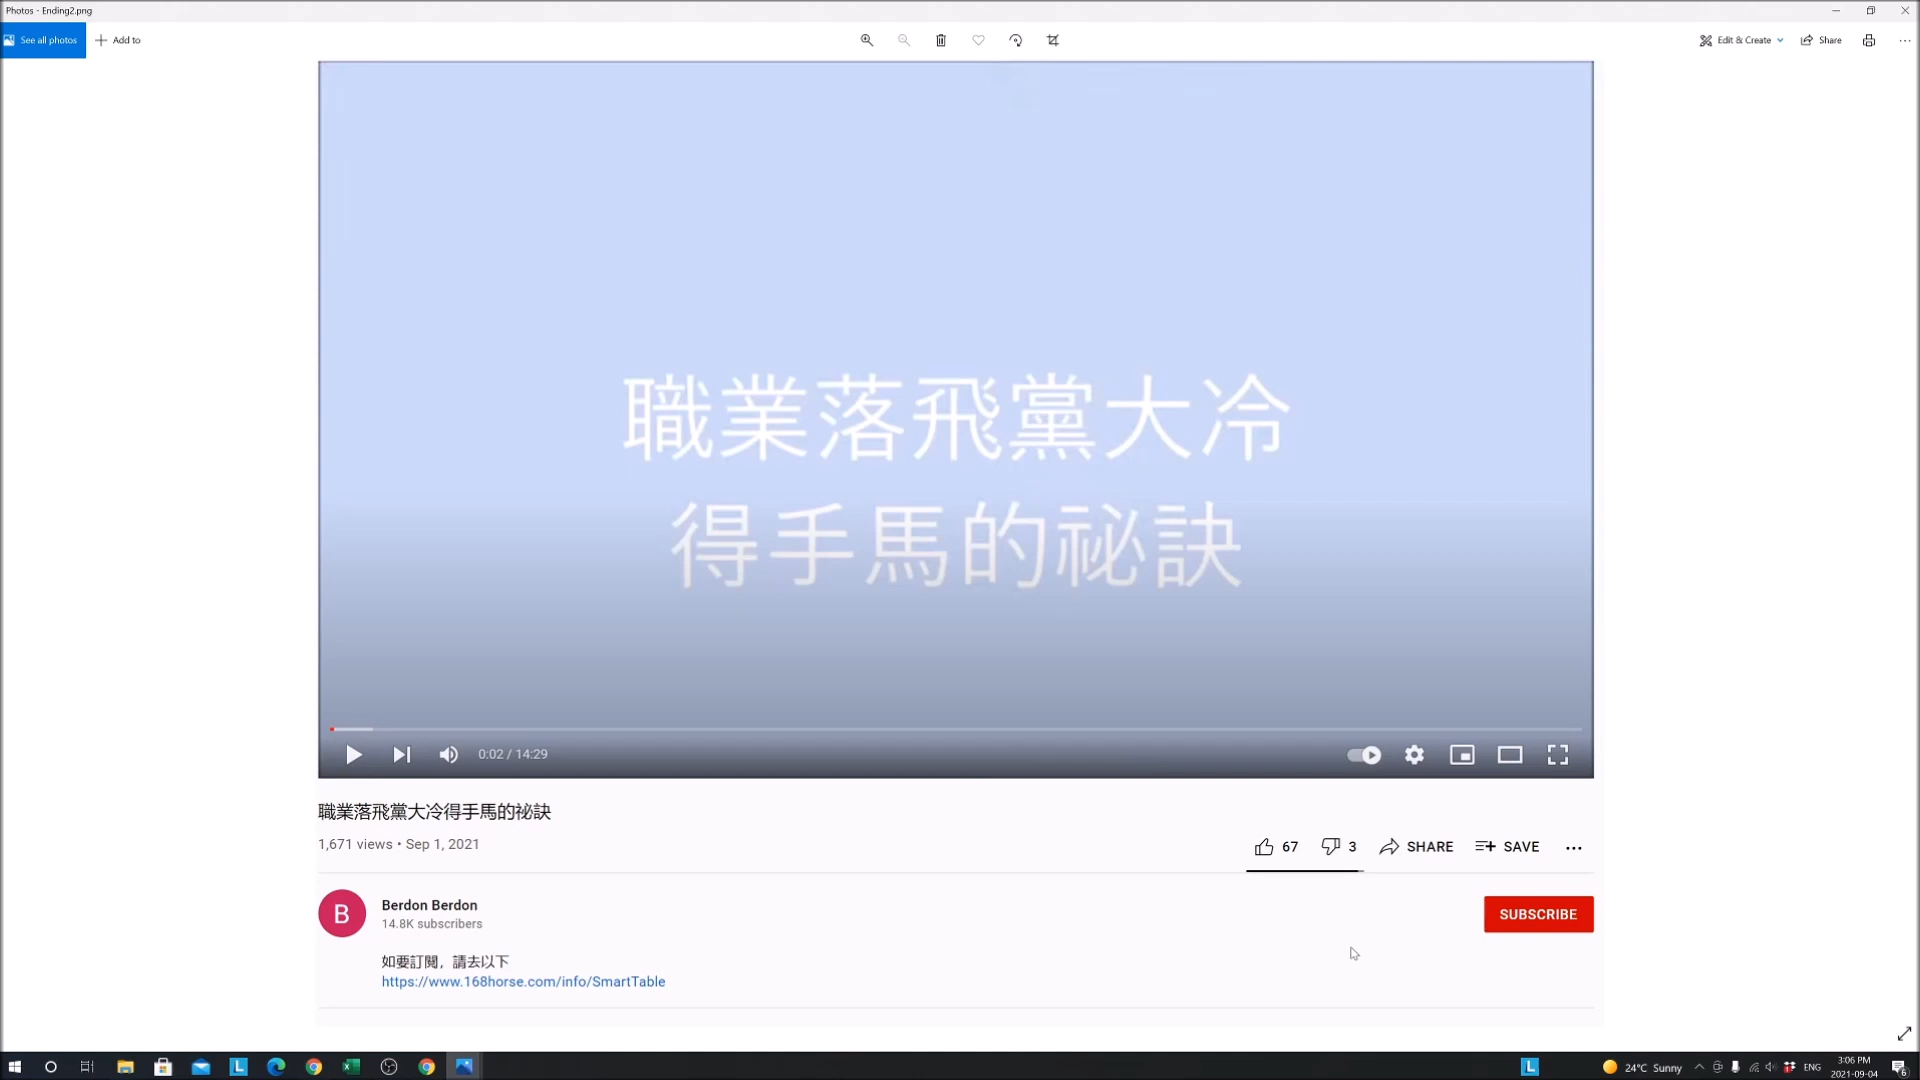 Photos - Ending2.png
See all photos
Add to
Edit & Create
Share
職業落飛黨大冷
得手馬的祕訣
0:02 / 14:29
職業落飛黨大冷得手馬的祕訣
1,671 views • Sep 1, 2021
67
3
SHARE
SAVE
B
Berdon Berdon
14.8K subscribers
SUBSCRIBE
如要訂閱，請去以下
https://www.168horse.com/info/SmartTable
L
L
24°C Sunny
ENG
3:06 PM
2021-09-04
6